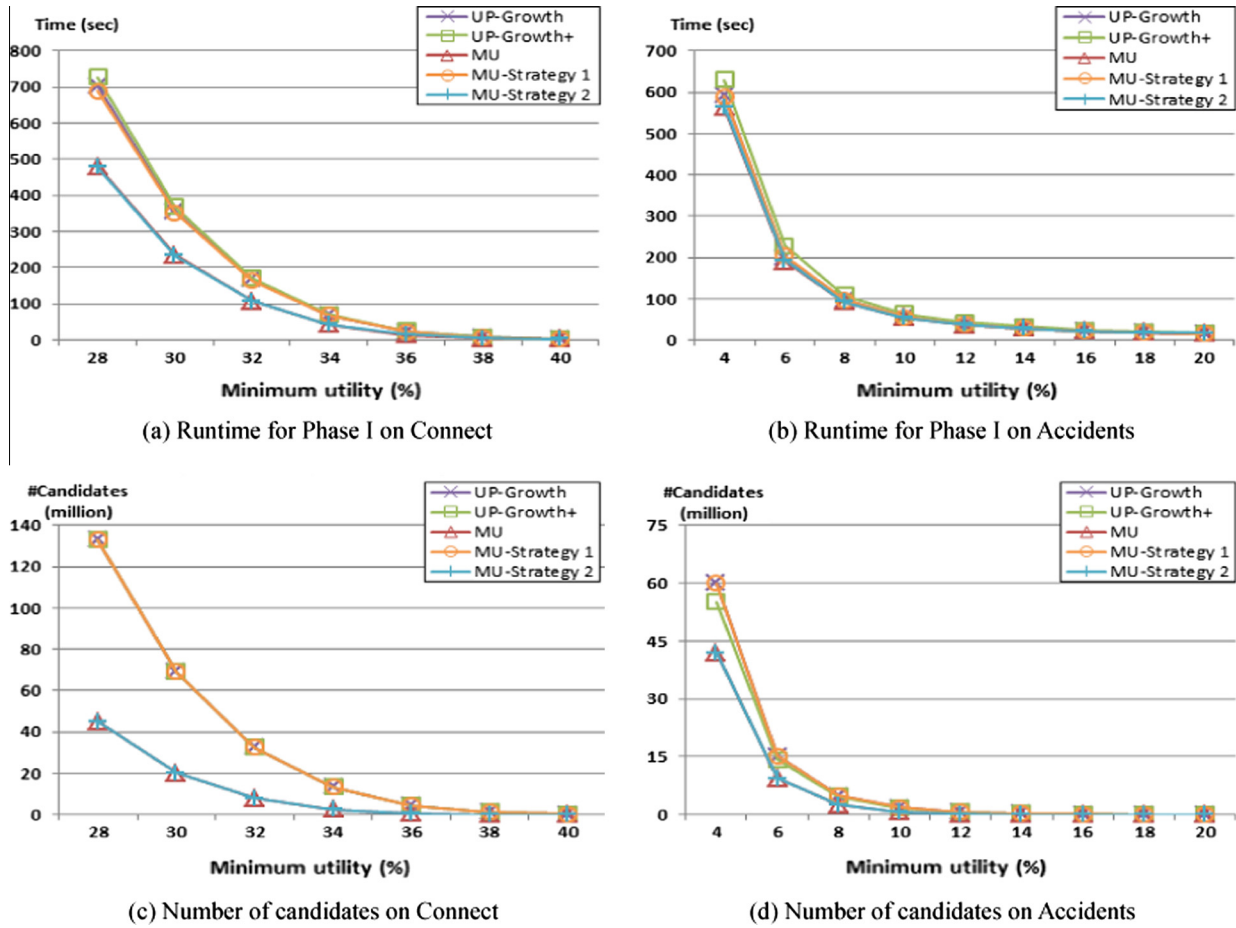 Time (sec)
UP-Growth
UP-Growth+
MU
MU-Strategy 1
MU-Strategy 2
800
700
600
500
400
300
200
100
0
28 30 32 34 36 38 40
Minimum utility (%)
(a) Runtime for Phase I on Connect
Time (sec)
UP-Growth
UP-Growth+
MU
MU-Strategy 1
MU-Strategy 2
700
600
500
400
300
200
100
0
4 6 8 10 12 14 16 18 20
Minimum utility (%)
(b) Runtime for Phase I on Accidents
#Candidates
(million)
UP-Growth
UP-Growth+
MU
MU-Strategy 1
MU-Strategy 2
140
120
100
80
60
40
20
0
28 30 32 34 36 38 40
Minimum utility (%)
(c) Number of candidates on Connect
#Candidates
(million)
UP-Growth
UP-Growth+
MU
MU-Strategy 1
MU-Strategy 2
75
60
45
30
15
0
4 6 8 10 12 14 16 18 20
Minimum utility (%)
(d) Number of candidates on Accidents